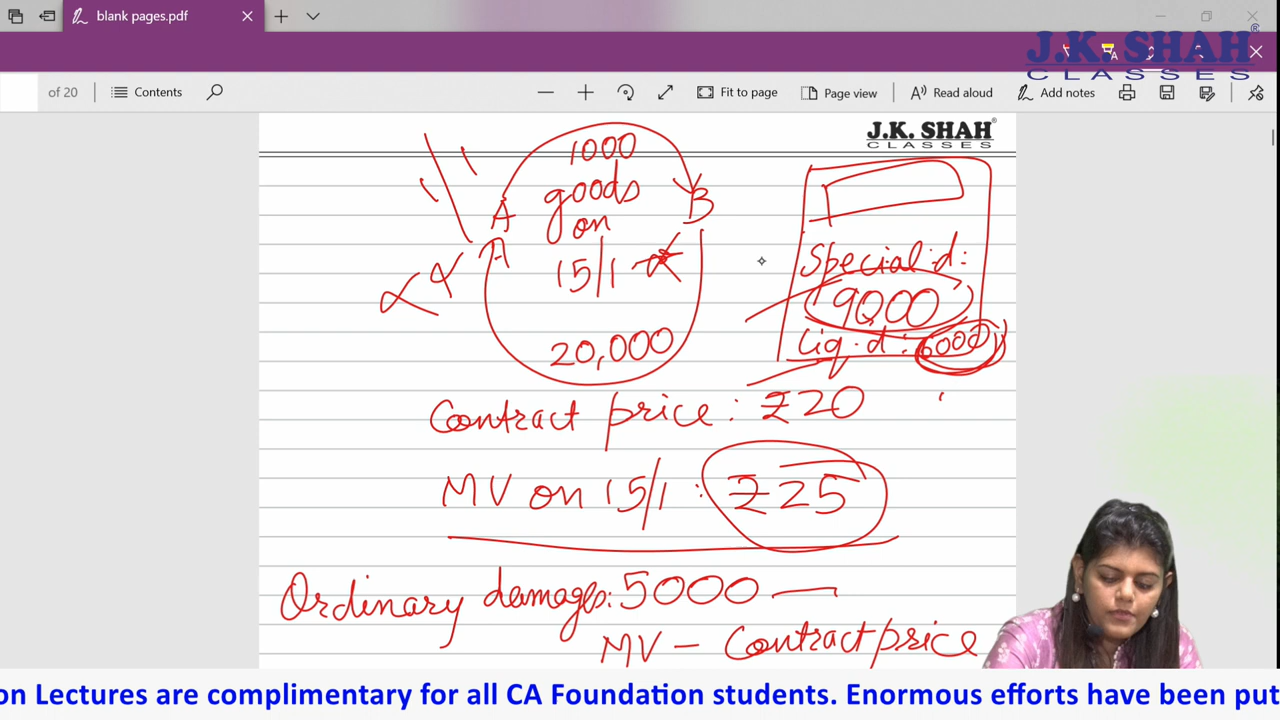 blank pages.pdf
J.K. SHAH®
CLASSES
of 20
Contents
Fit to page
Page view
Read aloud
Add notes
J.K. SHAH®
CLASSES
1000
A goods B
on
A 15/1
20,000
Special d:
9000
Liq. d: 6000
Contract price: ₹20
MV on 15/1: ₹25
Ordinary damages: 5000 —
MV - Contract price
on Lectures are complimentary for all CA Foundation students. Enormous efforts have been put